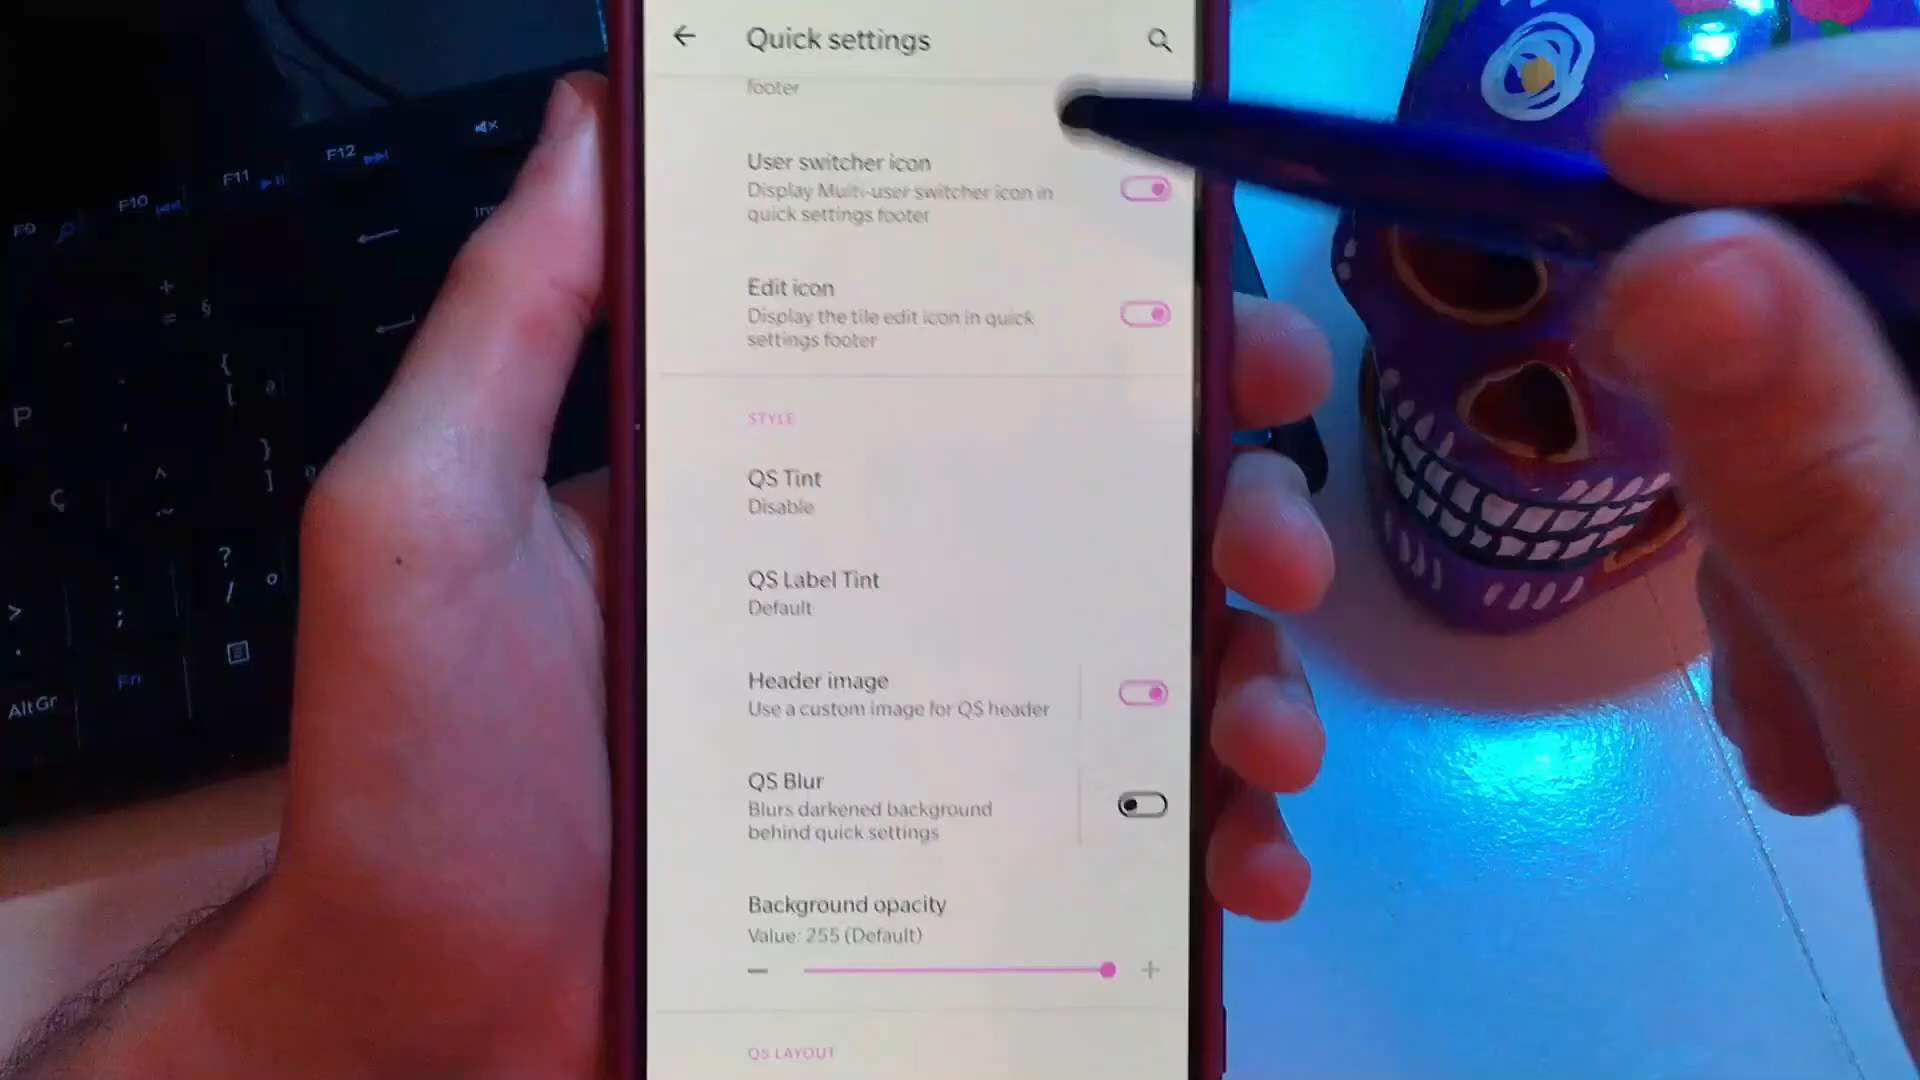 Quick settings
footer
User switcher icon
Display Multi-user switcher icon in
quick settings footer
Edit icon
Display the tile edit icon in quick
settings footer
STYLE
QS Tint
Disable
QS Label Tint
Default
Header image
Use a custom image for QS header
QS Blur
Blurs darkened background
behind quick settings
Background opacity
Value: 255 (Default)
QS LAYOUT
F9
F10
F11
F12
Ins
P
Ç
AltGr
Fn